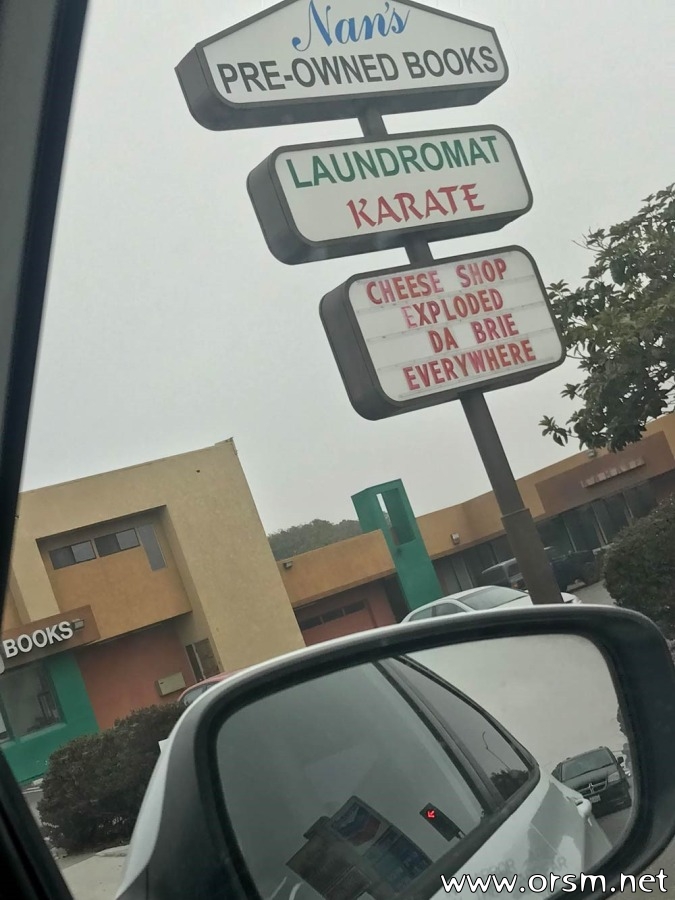 Nan's
PRE-OWNED BOOKS
LAUNDROMAT
KARATE
CHEESE SHOP
EXPLODED
DA BRIE
EVERYWHERE
BOOKS
www.orsm.net